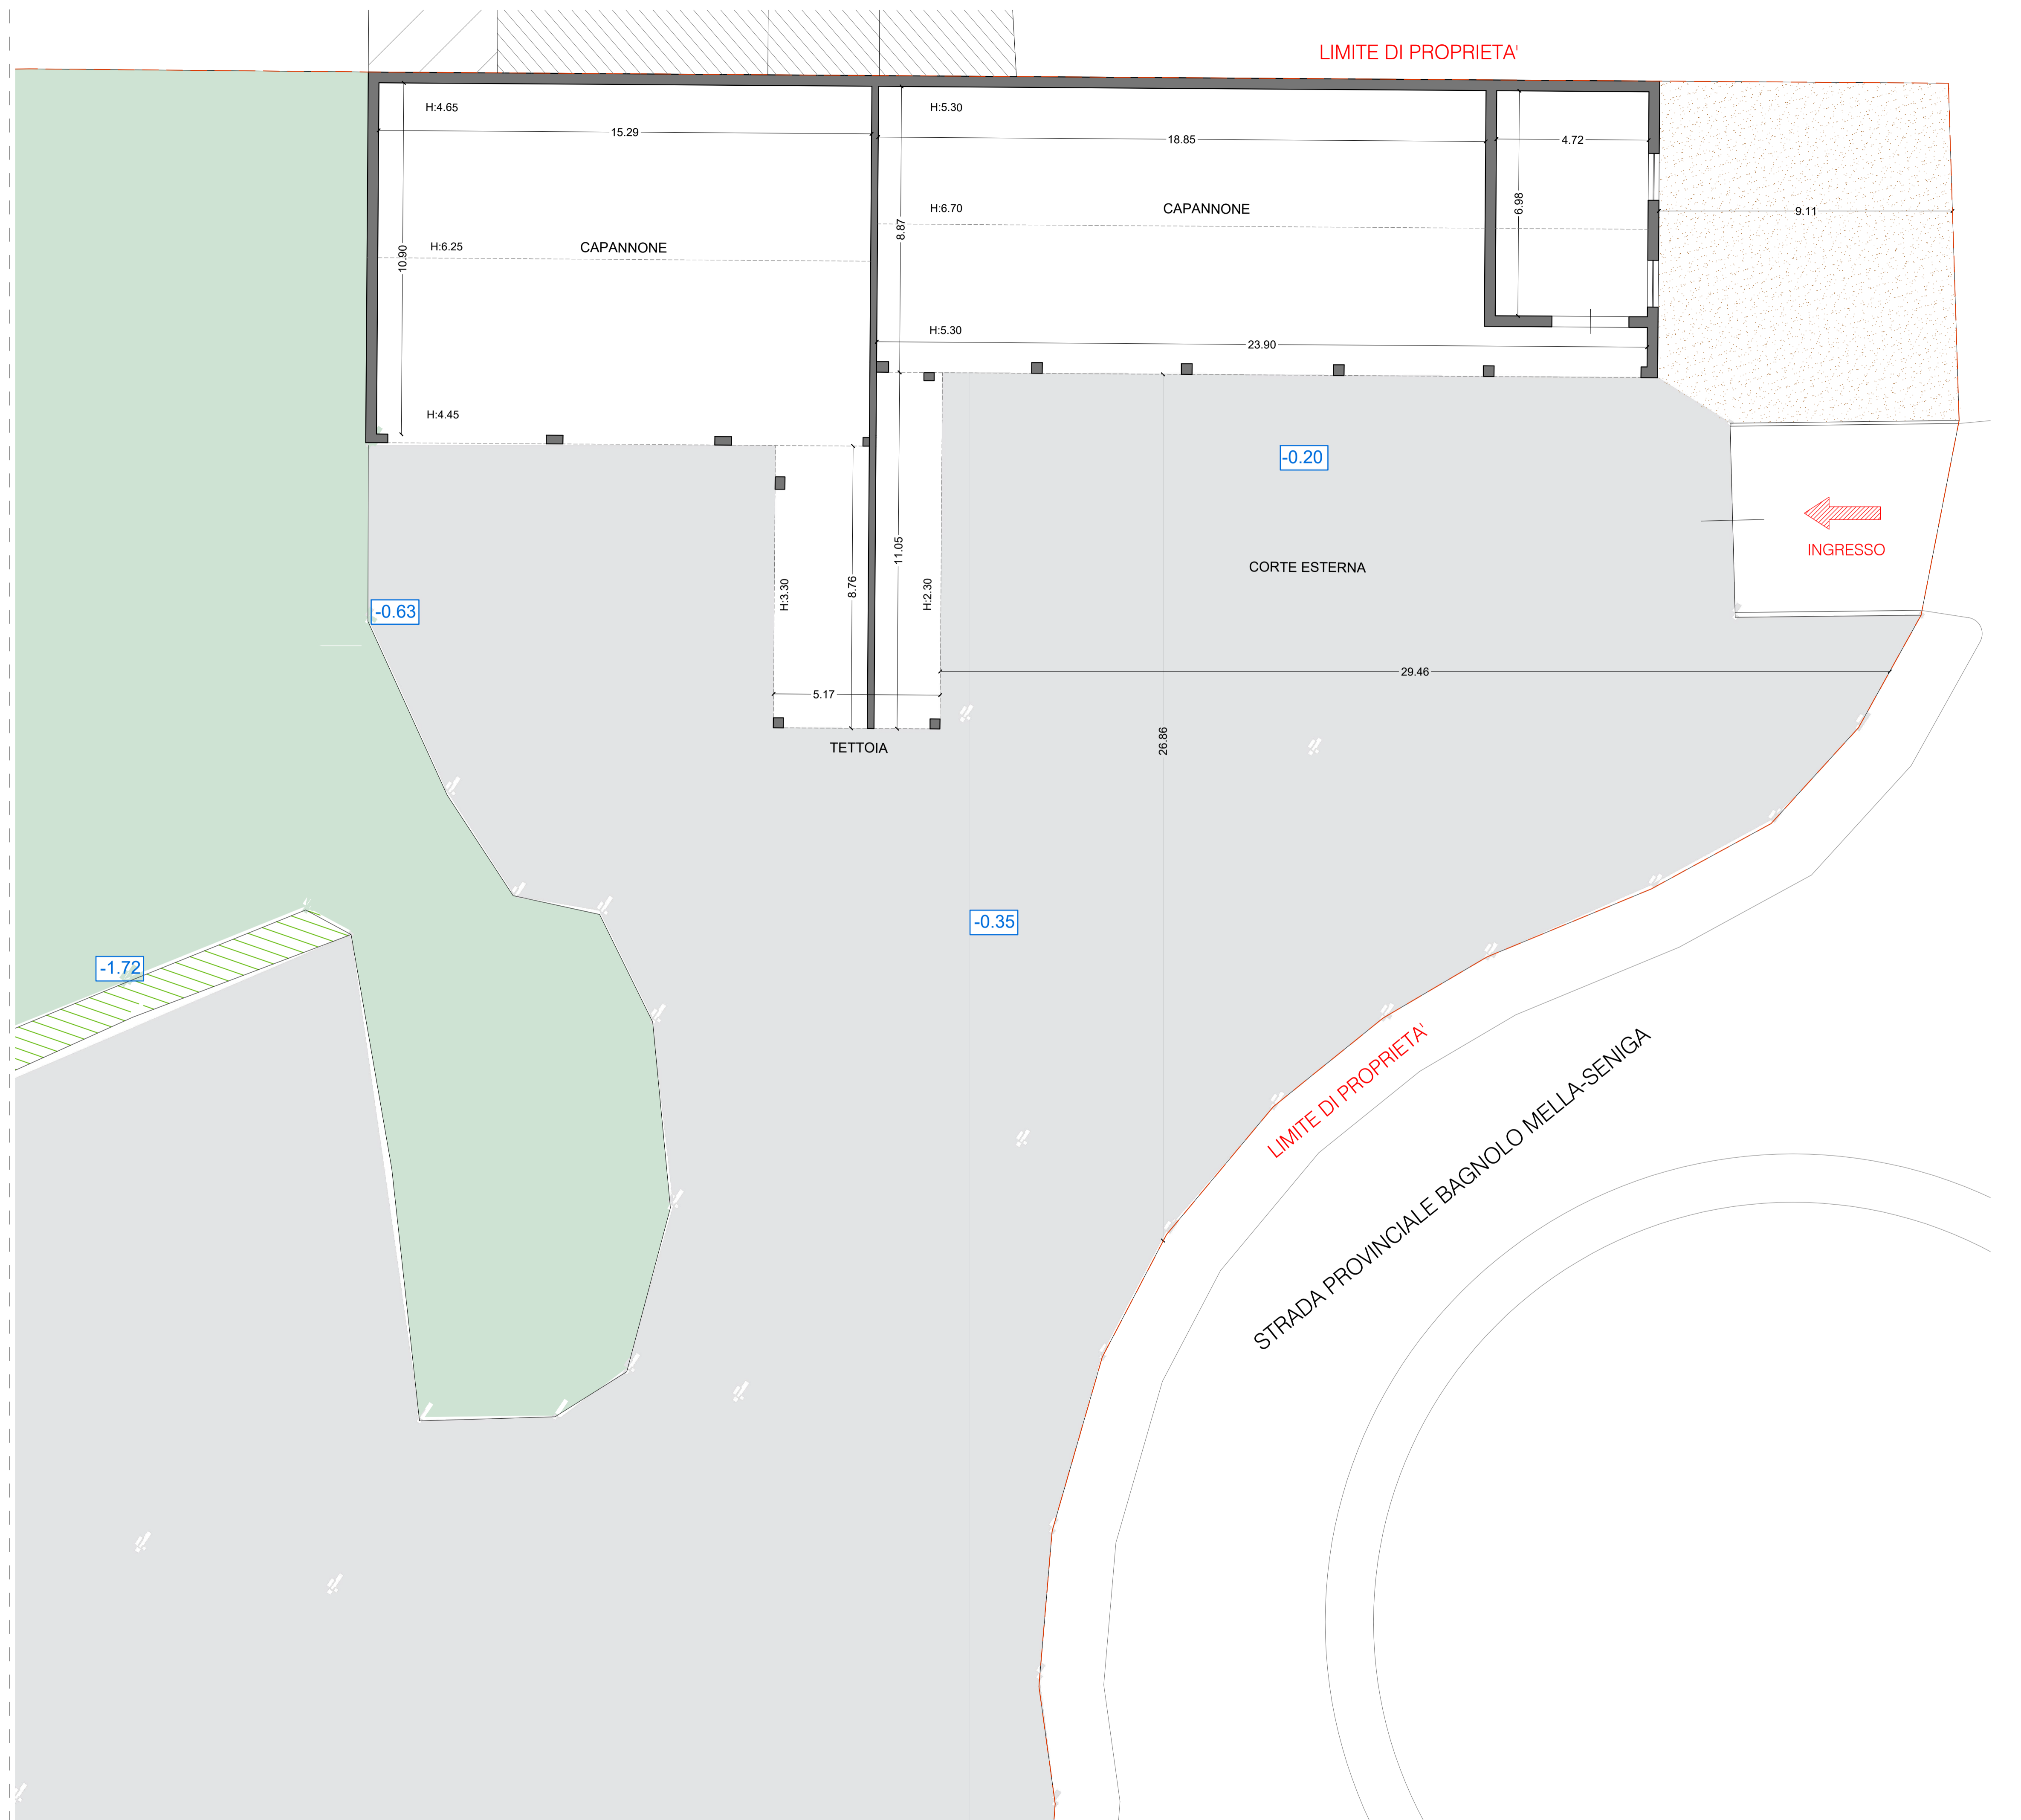 LIMITE DI PROPRIETA'
H:4.65
H:5.30
15.29
18.85
4.72
6.98
H:6.70
CAPANNONE
9.11
8.87
H:6.25
CAPANNONE
10.90
H:5.30
23.90
H:4.45
-0.20
INGRESSO
11.05
CORTE ESTERNA
8.76
H:3.30
H:2.30
-0.63
29.46
5.17
26.86
TETTOIA
-0.35
-1.72
LIMITE DI PROPRIETA'
STRADA PROVINCIALE BAGNOLO MELLA-SENIGA